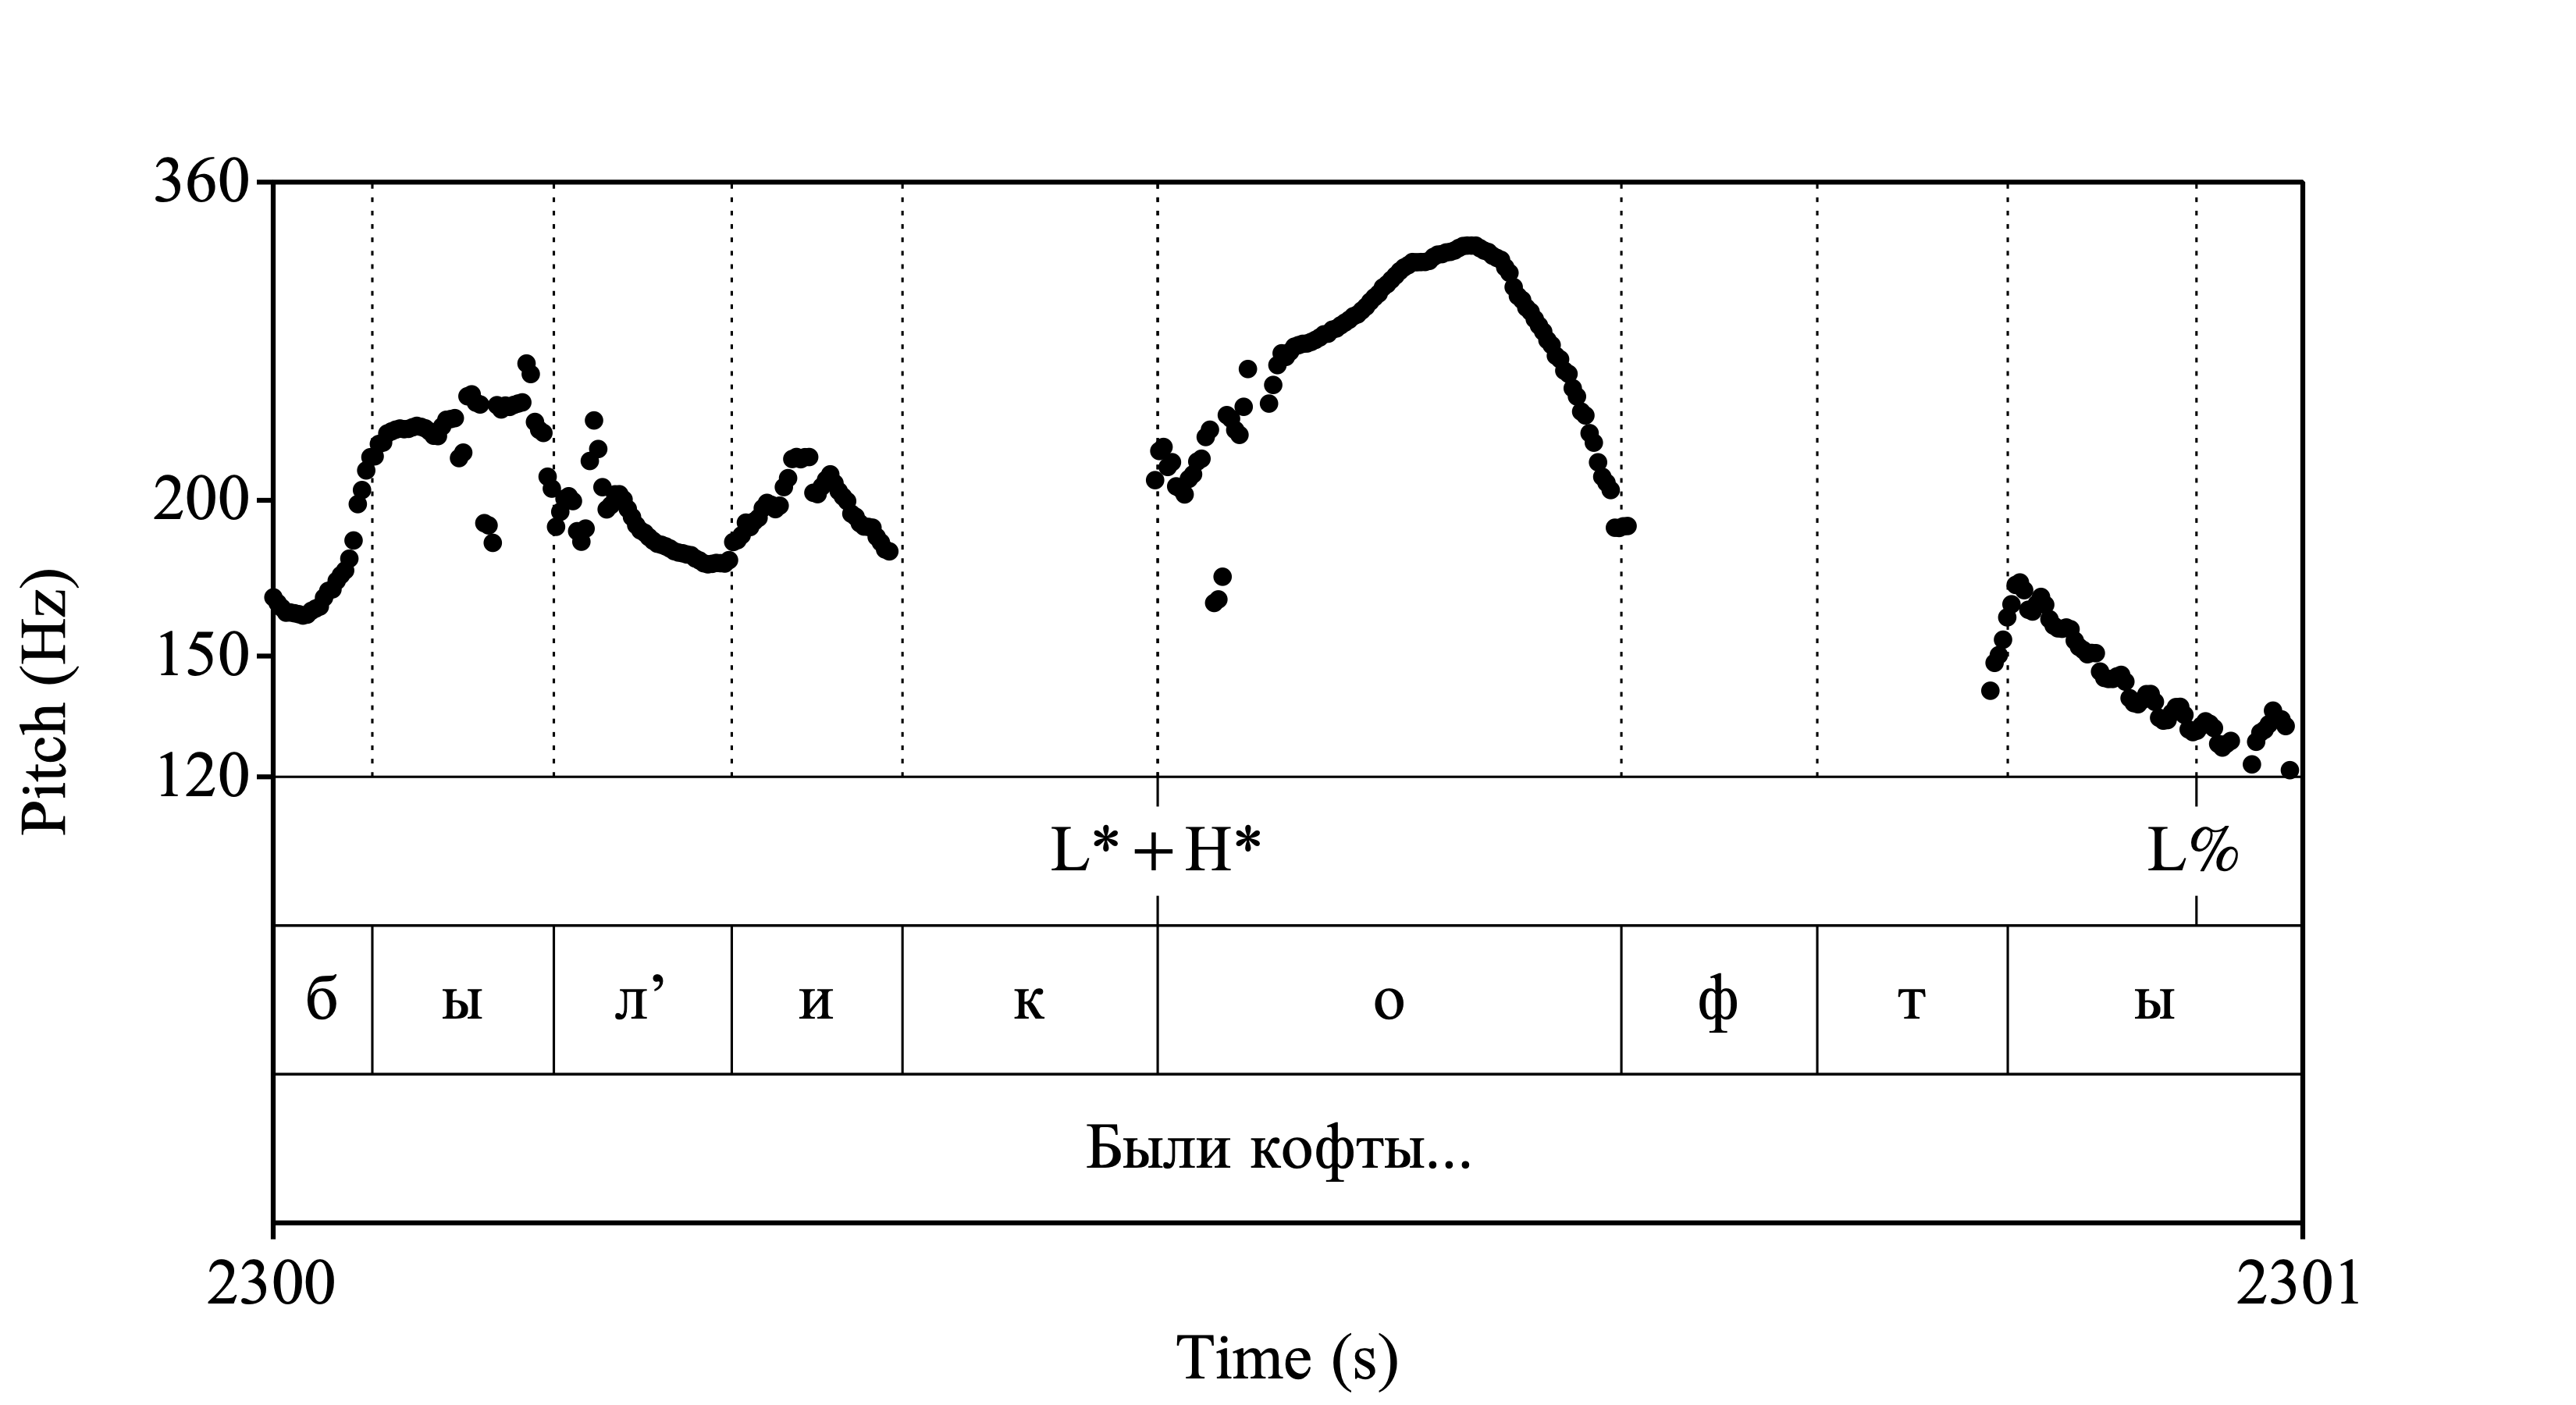 360
200
150
120
Pitch (Hz)
L*+H* L%
б ы л’ и к о ф т ы
Были кофты...
2300 2301
Time (s)